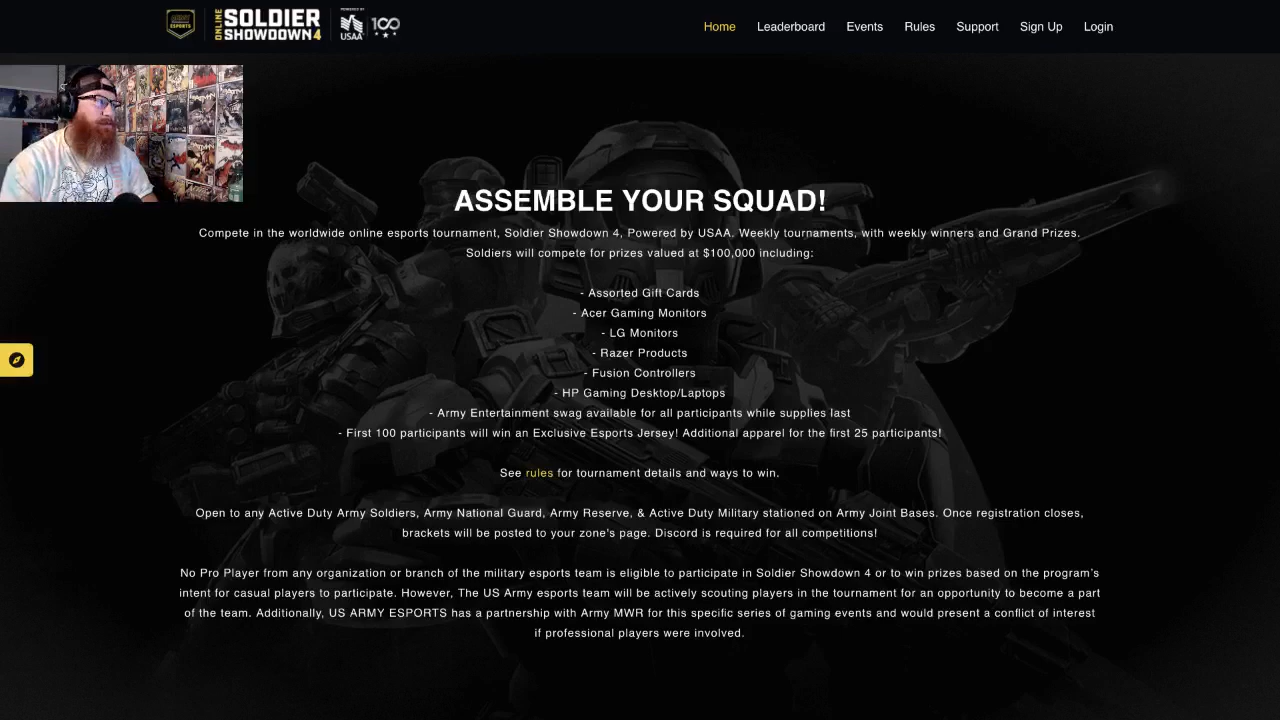 ARMY
ESPORTS
ONLINE
SOLDIER
SHOWDOWN4
POWERED BY
USAA
100
Home Leaderboard Events Rules Support Sign Up Login
ASSEMBLE YOUR SQUAD!
Compete in the worldwide online esports tournament, Soldier Showdown 4, Powered by USAA. Weekly tournaments, with weekly winners and Grand Prizes.
Soldiers will compete for prizes valued at $100,000 including:
- Assorted Gift Cards
- Acer Gaming Monitors
- LG Monitors
- Razer Products
- Fusion Controllers
- HP Gaming Desktop/Laptops
- Army Entertainment swag available for all participants while supplies last
- First 100 participants will win an Exclusive Esports Jersey! Additional apparel for the first 25 participants!
See rules for tournament details and ways to win.
Open to any Active Duty Army Soldiers, Army National Guard, Army Reserve, & Active Duty Military stationed on Army Joint Bases. Once registration closes,
brackets will be posted to your zone's page. Discord is required for all competitions!
No Pro Player from any organization or branch of the military esports team is eligible to participate in Soldier Showdown 4 or to win prizes based on the program's
intent for casual players to participate. However, The US Army esports team will be actively scouting players in the tournament for an opportunity to become a part
of the team. Additionally, US ARMY ESPORTS has a partnership with Army MWR for this specific series of gaming events and would present a conflict of interest
if professional players were involved.